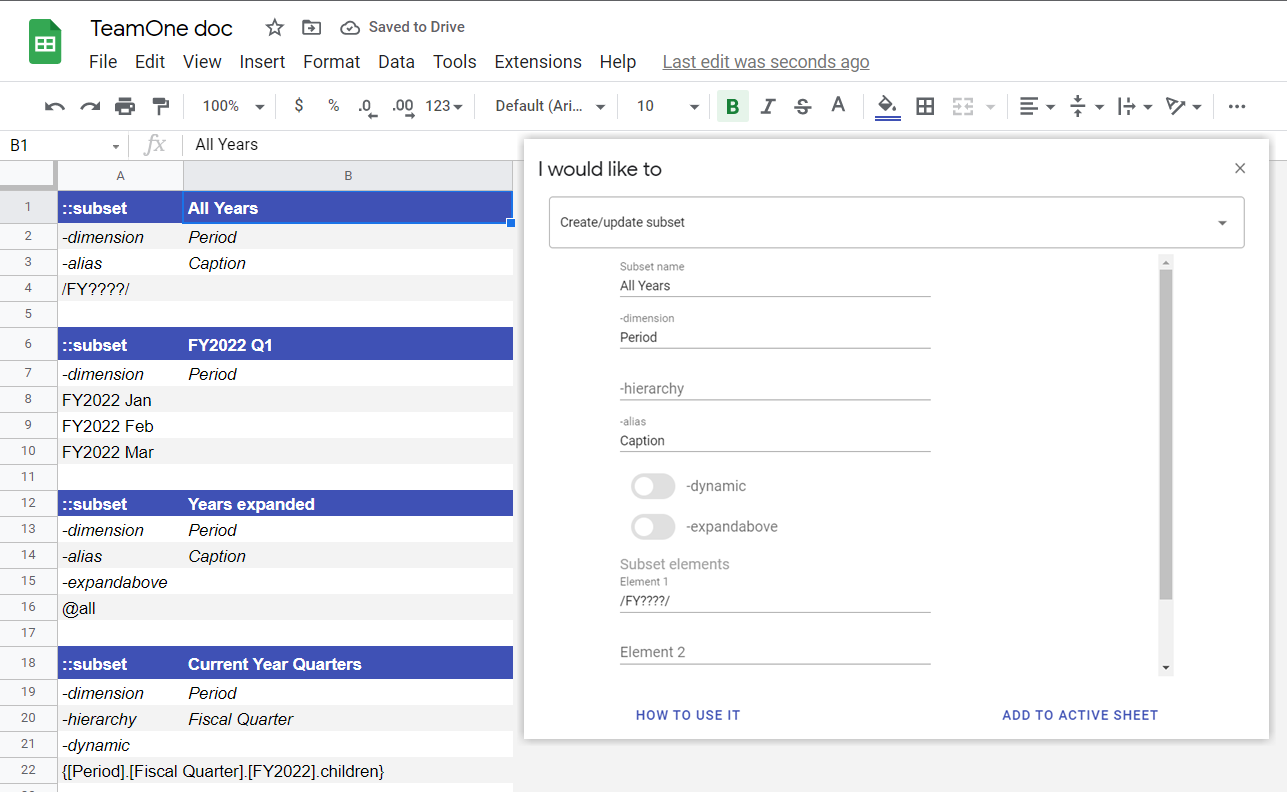 TeamOne doc
Saved to Drive
File Edit View Insert Format Data Tools Extensions Help Last edit was seconds ago
100% $ % .0 .00 123 Default (Ari... 10 B I S A
B1 fx All Years
A B
1 ::subset All Years
2 -dimension Period
3 -alias Caption
4 /FY????/
5
6 ::subset FY2022 Q1
7 -dimension Period
8 FY2022 Jan
9 FY2022 Feb
10 FY2022 Mar
11
12 ::subset Years expanded
13 -dimension Period
14 -alias Caption
15 -expandabove
16 @all
17
18 ::subset Current Year Quarters
19 -dimension Period
20 -hierarchy Fiscal Quarter
21 -dynamic
22 {[Period].[Fiscal Quarter].[FY2022].children}
I would like to
Create/update subset
Subset name
All Years
-dimension
Period
-hierarchy
-alias
Caption
-dynamic
-expandabove
Subset elements
Element 1
/FY????/
Element 2
HOW TO USE IT ADD TO ACTIVE SHEET